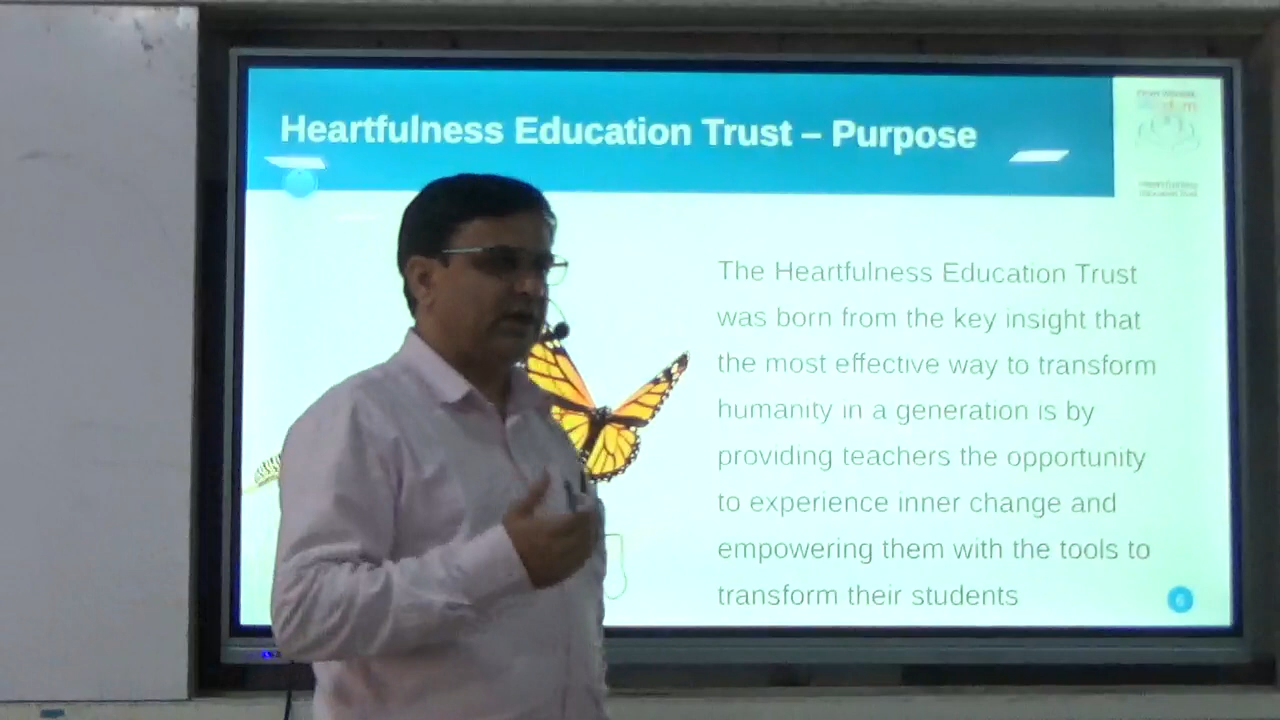 Heartfulness Education Trust – Purpose
The Heartfulness Education Trust
was born from the key insight that
the most effective way to transform
humanity in a generation is by
providing teachers the opportunity
to experience inner change and
empowering them with the tools to
transform their students
6